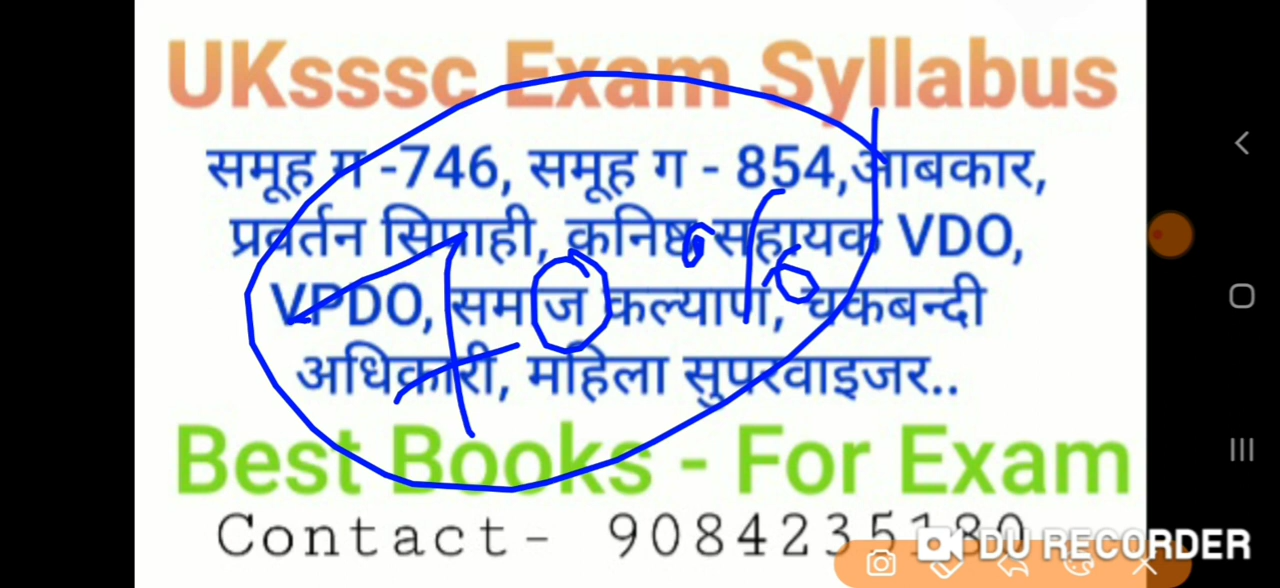 UKsssc Exam Syllabus
समूह ग -746, समूह ग - 854,आबकार,
प्रवर्तन सिपाही, कनिष्ठ सहायक VDO,
VPDO, समाज कल्याण, चकबन्दी
अधिकारी, महिला सुपरवाइजर..
70%
Best Books - For Exam
Contact- 9084235180
DU RECORDER